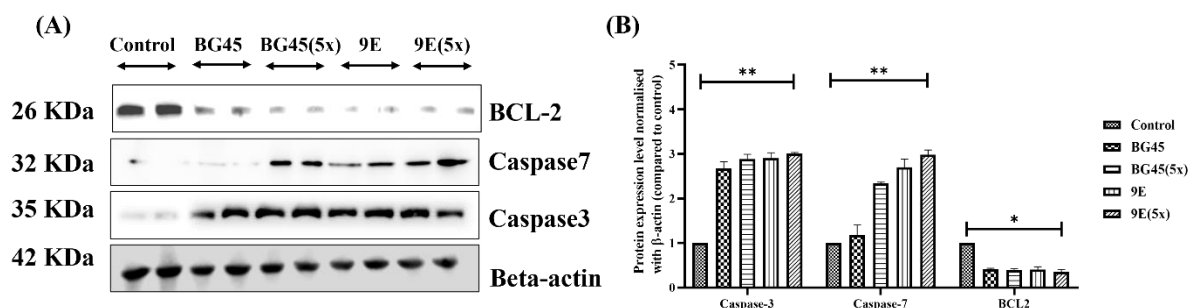 (A)
Control BG45 BG45(5x) 9E 9E(5x)
26 KDa BCL-2
32 KDa Caspase7
35 KDa Caspase3
42 KDa Beta-actin
(B)
Protein expression level normalised
with β-actin (compared to control)
5
4
3
2
1
0
** ** *
Caspase-3 Caspase-7 BCL2
Control
BG45
BG45(5x)
9E
9E(5x)